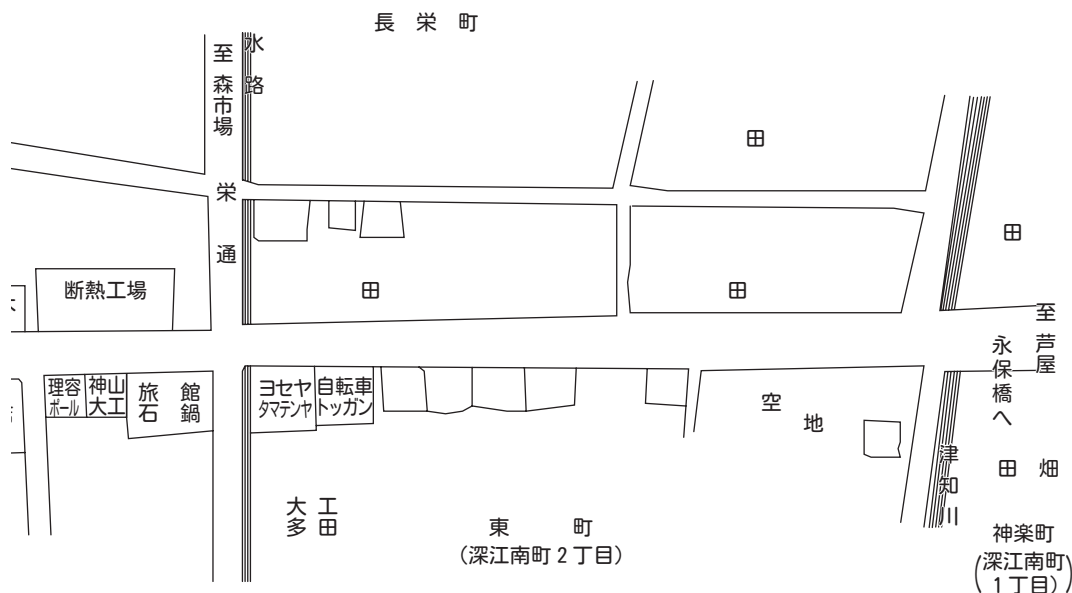 長栄町
水路
至森市場
栄通
田
田
断熱工場
田
田
至芦屋
永保橋へ
理容
ポール
神山
大工
旅館
石鍋
ヨセヤ
タマテンヤ
自転車
トッガン
空地
津知川
田畑
大工
多田
東町
(深江南町2丁目)
神楽町
(深江南町
1丁目)